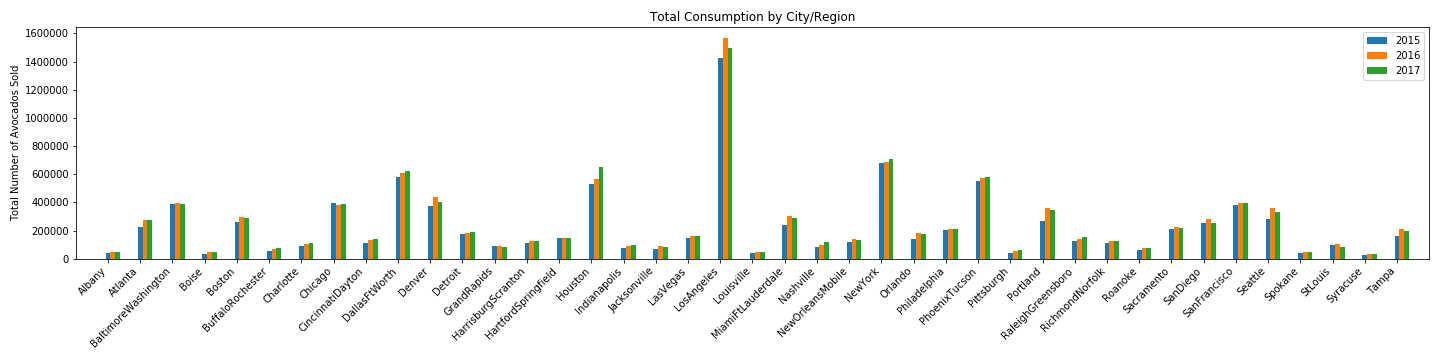 Total Consumption by City/Region
2015
2016
2017
Total Number of Avocados Sold
1600000
1400000
1200000
1000000
800000
600000
400000
200000
0
Albany
Atlanta
BaltimoreWashington
Boise
Boston
BuffaloRochester
Charlotte
Chicago
CincinnatiDayton
DallasFtWorth
Denver
Detroit
GrandRapids
HarrisburgScranton
HartfordSpringfield
Houston
Indianapolis
Jacksonville
LasVegas
LosAngeles
Louisville
MiamiFtLauderdale
Nashville
NewOrleansMobile
NewYork
Orlando
Philadelphia
PhoenixTucson
Pittsburgh
Portland
RaleighGreensboro
RichmondNorfolk
Roanoke
Sacramento
SanDiego
SanFrancisco
Seattle
Spokane
StLouis
Syracuse
Tampa